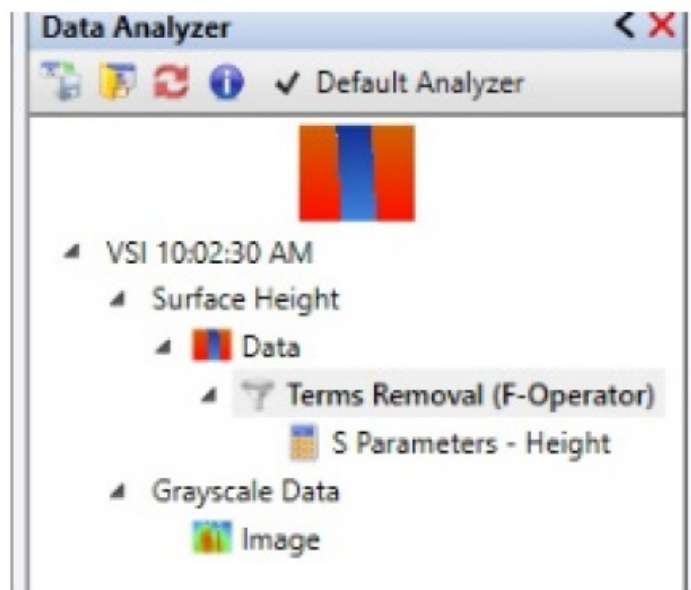 Data Analyzer
Default Analyzer
VSI 10:02:30 AM
Surface Height
Data
Terms Removal (F-Operator)
S Parameters - Height
Grayscale Data
Image